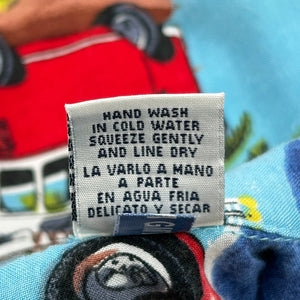 HAND WASH
IN COLD WATER
SQUEEZE GENTLY
AND LINE DRY
LA VARLO A MANO
A PARTE
EN AGUA FRIA
DELICATO Y SECAR